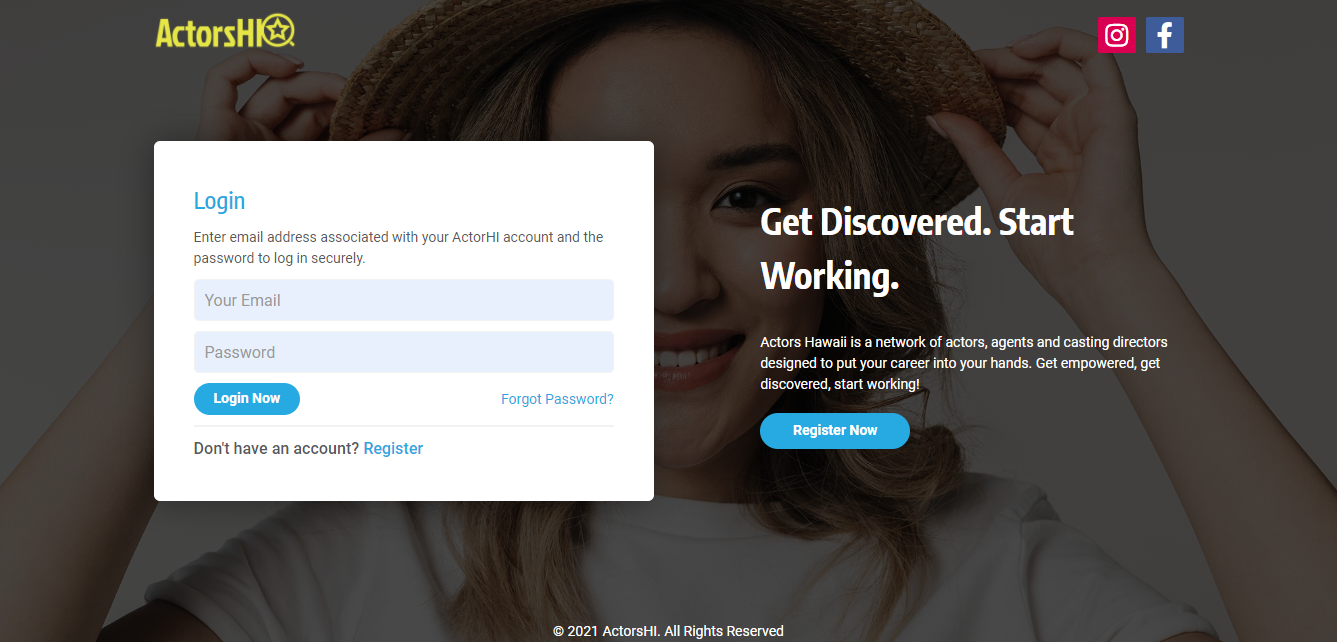 ActorsHI
Login
Enter email address associated with your ActorHI account and the
password to log in securely.
Your Email
Password
Login Now
Forgot Password?
Don't have an account? Register
Get Discovered. Start
Working.
Actors Hawaii is a network of actors, agents and casting directors
designed to put your career into your hands. Get empowered, get
discovered, start working!
Register Now
© 2021 ActorsHI. All Rights Reserved